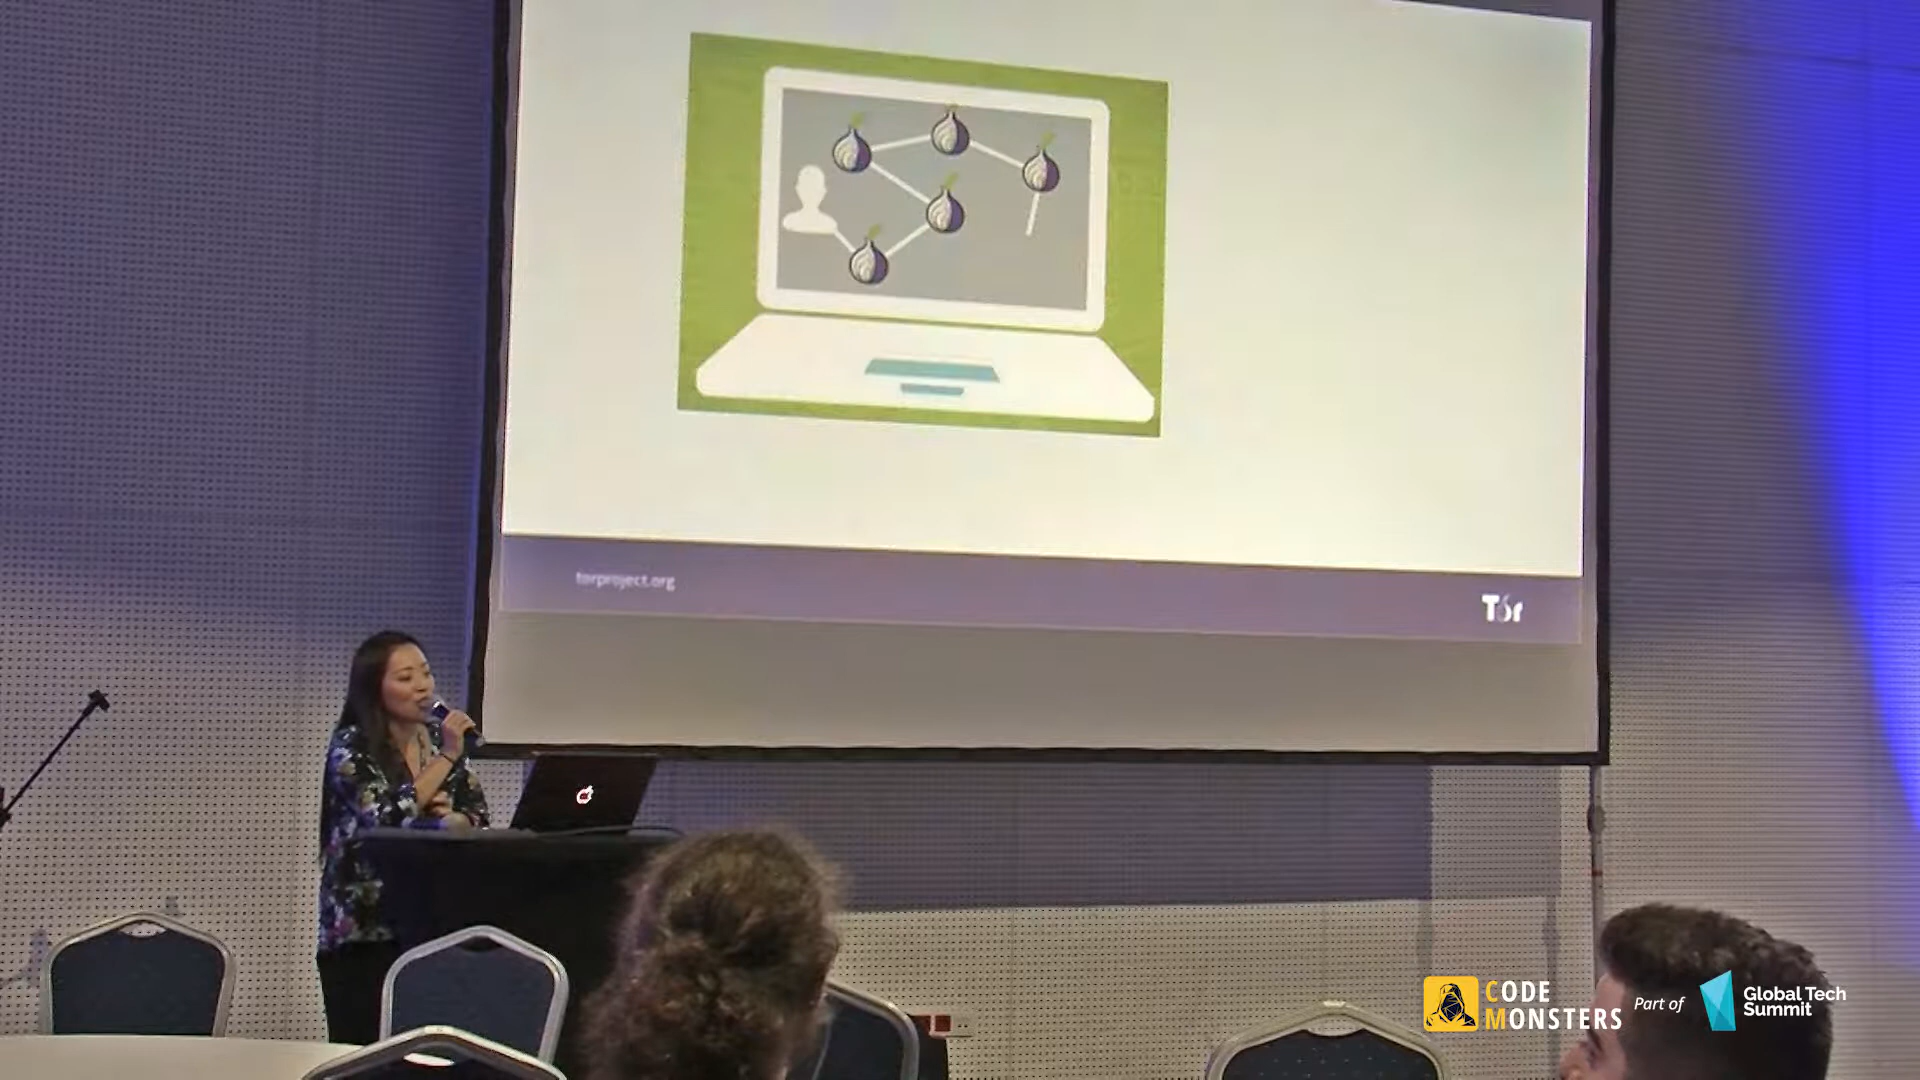 torproject.org
Tor
CODE
MONSTERS
Part of
Global Tech
Summit